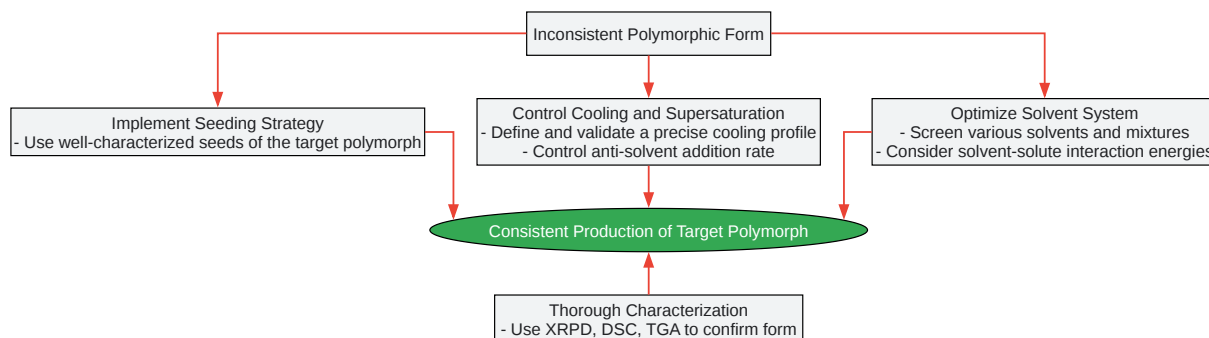 Inconsistent Polymorphic Form
Implement Seeding Strategy
- Use well-characterized seeds of the target polymorph
Control Cooling and Supersaturation
- Define and validate a precise cooling profile
- Control anti-solvent addition rate
Optimize Solvent System
- Screen various solvents and mixtures
- Consider solvent-solute interaction energies
Consistent Production of Target Polymorph
Thorough Characterization
- Use XRPD, DSC, TGA to confirm form